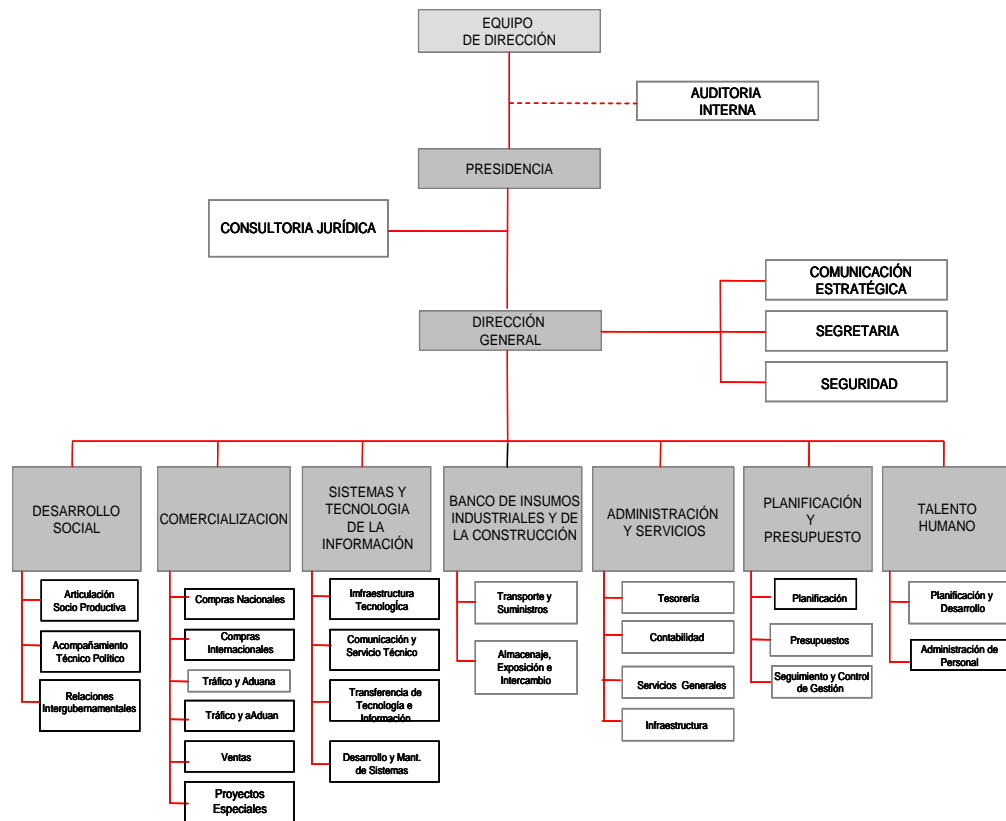 EQUIPO
DE DIRECCIÓN
AUDITORIA
INTERNA
PRESIDENCIA
CONSULTORIA JURÍDICA
COMUNICACIÓN
ESTRATÉGICA
DIRECCIÓN
GENERAL
SEGRETARIA
SEGURIDAD
DESARROLLO
SOCIAL
COMERCIALIZACION
SISTEMAS Y
TECNOLOGIA
DE LA
INFORMACIÓN
BANCO DE INSUMOS
INDUSTRIALES Y DE
LA CONSTRUCCIÓN
ADMINISTRACIÓN
Y SERVICIOS
PLANIFICACIÓN
Y
PRESUPUESTO
TALENTO
HUMANO
Articulación
Socio Productiva
Acompañamiento
Técnico Político
Relaciones
Intergubernamentales
Compras Nacionales
Compras
Internacionales
Tráfico y Aduana
Tráfico y aAduan
Ventas
Proyectos
Especiales
Imfraestructura
TecnologÍca
Comunicación y
Servicio Técnico
Transferencia de
Tecnología e
Información
Desarrollo y Mant.
de Sistemas
Transporte y
Suministros
Almacenaje,
Exposición e
Intercambio
Tesorería
Contabilidad
Servicios Generales
Infraestructura
Planificación
Presupuestos
Seguimiento y Control
de Gestión
Planificación y
Desarrollo
Administración de
Personal